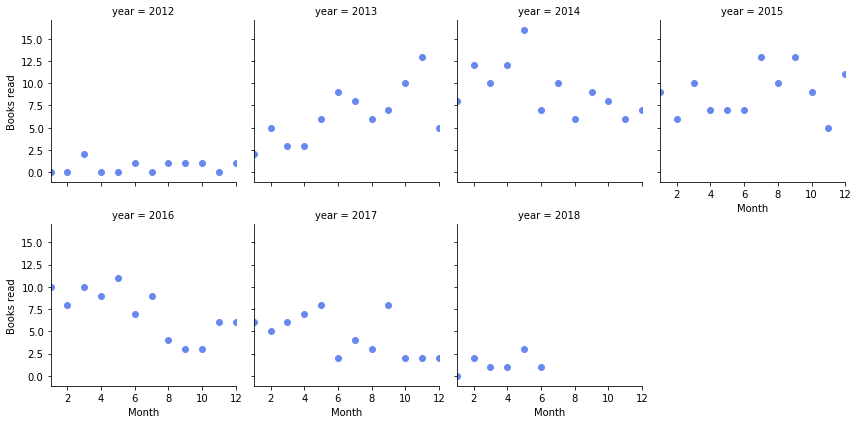 year = 2012
year = 2013
year = 2014
year = 2015
Books read
15.0
12.5
10.0
7.5
5.0
2.5
0.0
2 4 6 8 10 12
Month
year = 2016
year = 2017
year = 2018
Books read
15.0
12.5
10.0
7.5
5.0
2.5
0.0
2 4 6 8 10 12
2 4 6 8 10 12
2 4 6 8 10 12
Month
Month
Month